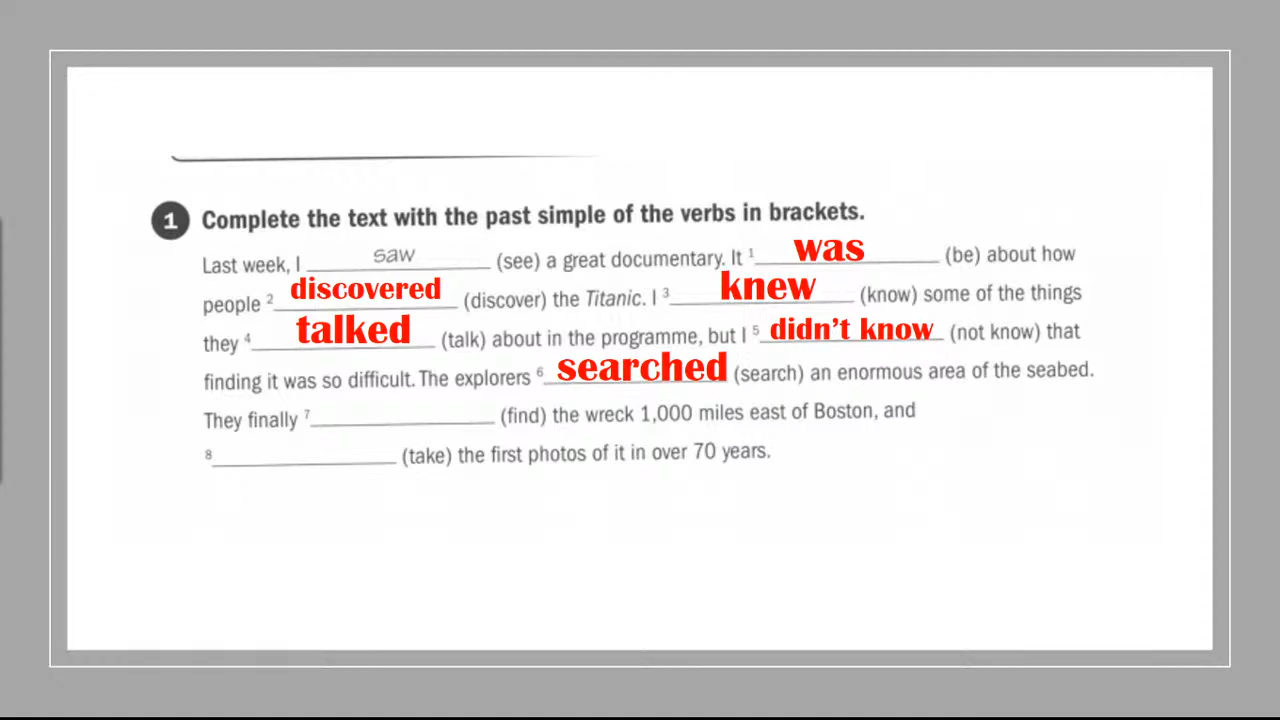 1 Complete the text with the past simple of the verbs in brackets.
Last week, I saw (see) a great documentary. It 1 was (be) about how
people 2 discovered (discover) the Titanic. I 3 knew (know) some of the things
they 4 talked (talk) about in the programme, but I 5 didn't know (not know) that
finding it was so difficult. The explorers 6 searched (search) an enormous area of the seabed.
They finally 7 ______ (find) the wreck 1,000 miles east of Boston, and
8 ______ (take) the first photos of it in over 70 years.